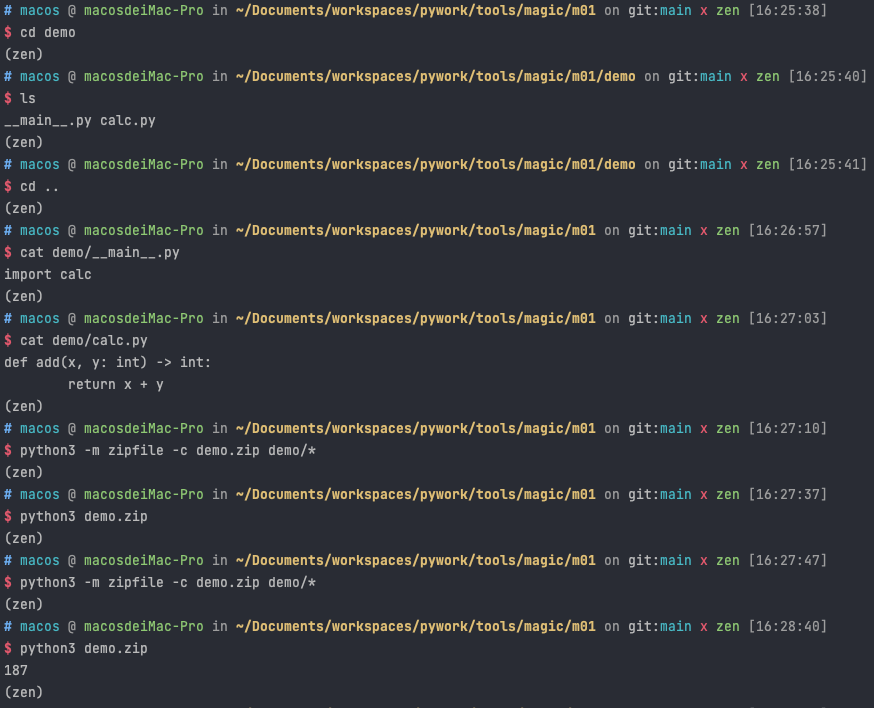 # macos @ macosdeiMac-Pro in ~/Documents/workspaces/pywork/tools/magic/m01 on git:main x zen [16:25:38]
$ cd demo
(zen)
# macos @ macosdeiMac-Pro in ~/Documents/workspaces/pywork/tools/magic/m01/demo on git:main x zen [16:25:40]
$ ls
__main__.py calc.py
(zen)
# macos @ macosdeiMac-Pro in ~/Documents/workspaces/pywork/tools/magic/m01/demo on git:main x zen [16:25:41]
$ cd ..
(zen)
# macos @ macosdeiMac-Pro in ~/Documents/workspaces/pywork/tools/magic/m01 on git:main x zen [16:26:57]
$ cat demo/__main__.py
import calc
(zen)
# macos @ macosdeiMac-Pro in ~/Documents/workspaces/pywork/tools/magic/m01 on git:main x zen [16:27:03]
$ cat demo/calc.py
def add(x, y: int) -> int:
        return x + y
(zen)
# macos @ macosdeiMac-Pro in ~/Documents/workspaces/pywork/tools/magic/m01 on git:main x zen [16:27:10]
$ python3 -m zipfile -c demo.zip demo/*
(zen)
# macos @ macosdeiMac-Pro in ~/Documents/workspaces/pywork/tools/magic/m01 on git:main x zen [16:27:37]
$ python3 demo.zip
(zen)
# macos @ macosdeiMac-Pro in ~/Documents/workspaces/pywork/tools/magic/m01 on git:main x zen [16:27:47]
$ python3 -m zipfile -c demo.zip demo/*
(zen)
# macos @ macosdeiMac-Pro in ~/Documents/workspaces/pywork/tools/magic/m01 on git:main x zen [16:28:40]
$ python3 demo.zip
187
(zen)